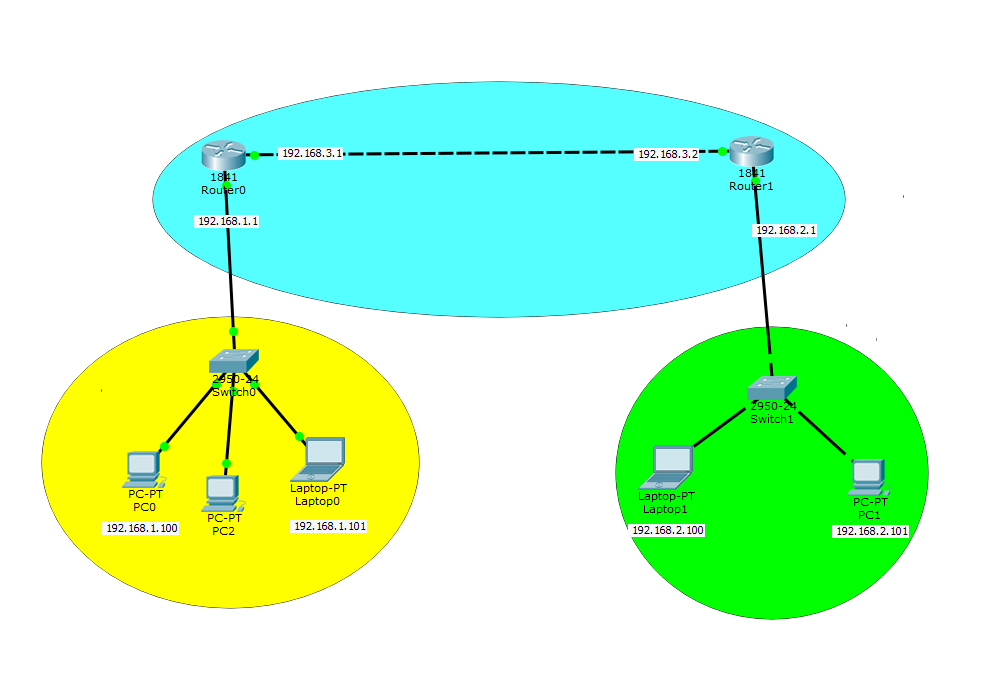 192.168.3.1
192.168.3.2
1841
Router0
1841
Router1
192.168.1.1
192.168.2.1
2950-24
Switch0
2950-24
Switch1
PC-PT
PC0
PC-PT
PC2
Laptop-PT
Laptop0
Laptop-PT
Laptop1
PC-PT
PC1
192.168.1.100
192.168.1.101
192.168.2.100
192.168.2.101